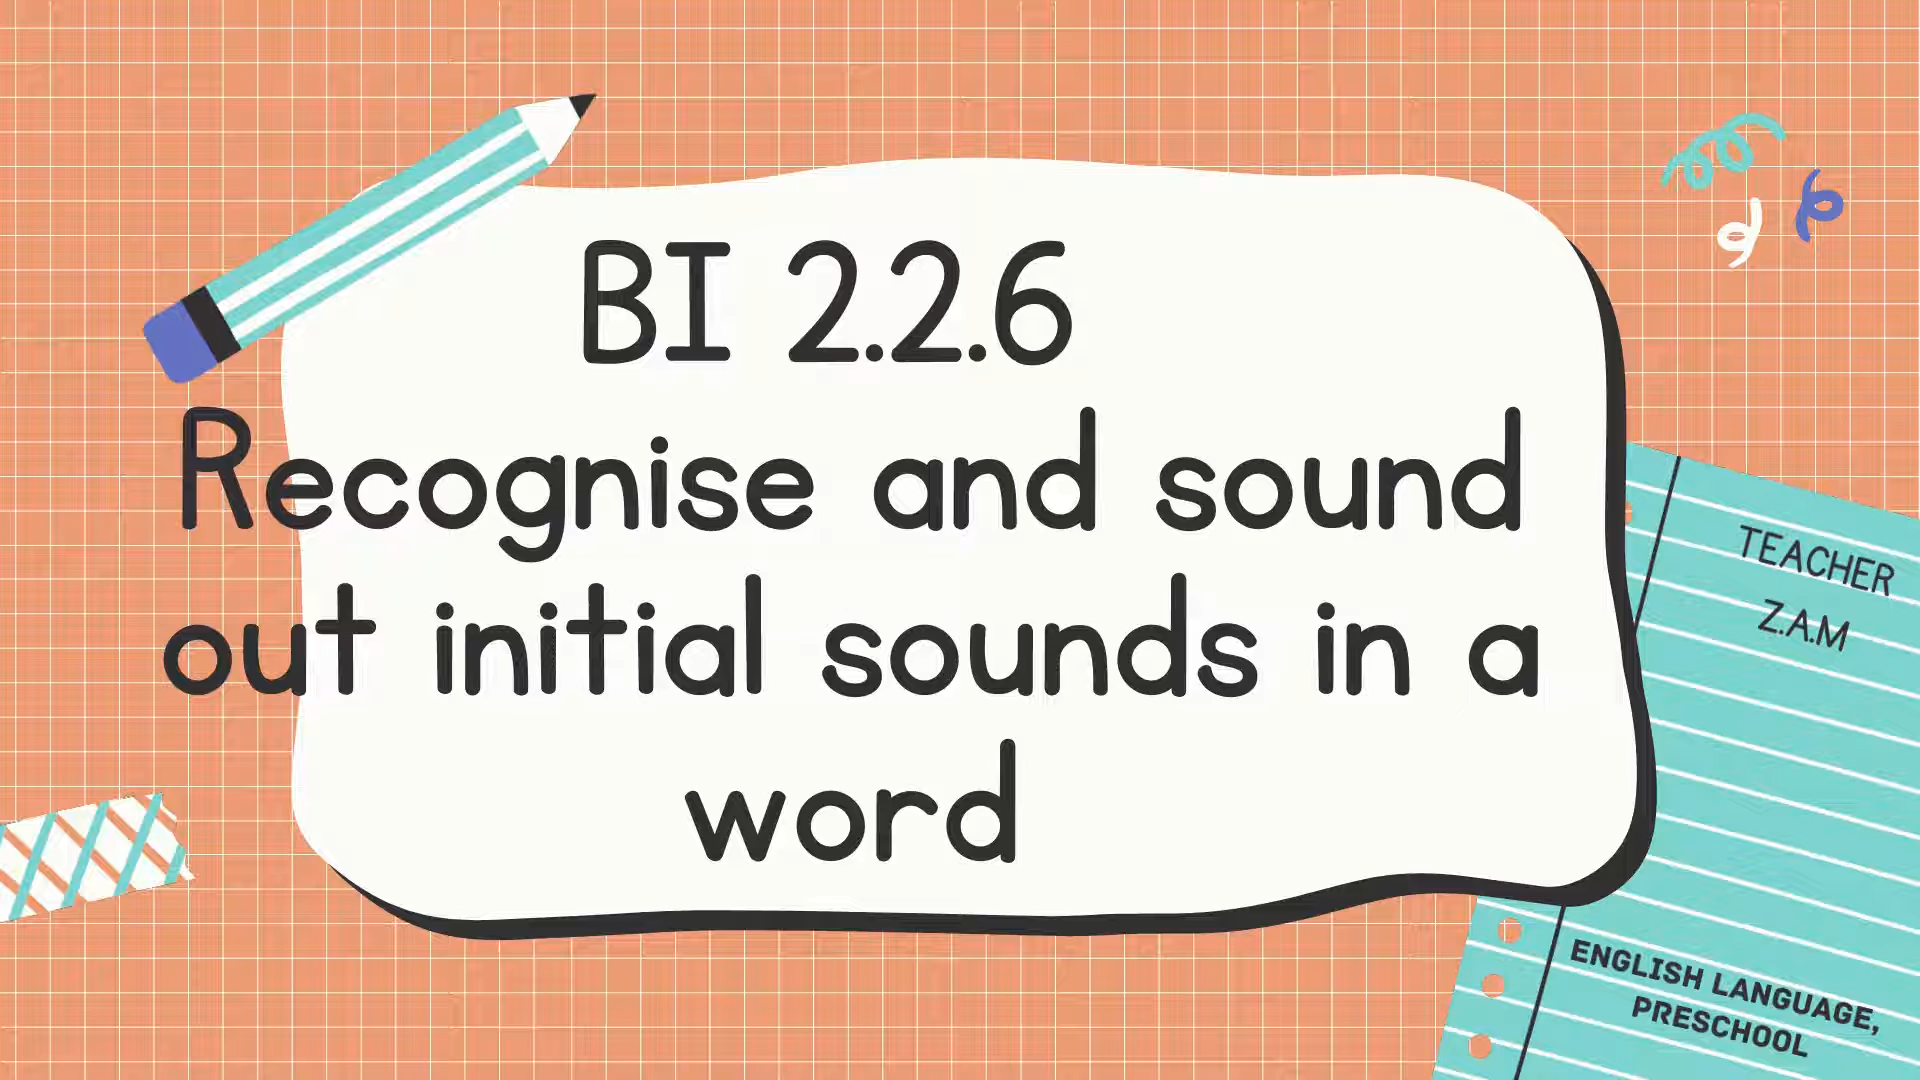 BI 2.2.6
Recognise and sound
out initial sounds in a
word
TEACHER
Z.A.M
ENGLISH LANGUAGE,
PRESCHOOL